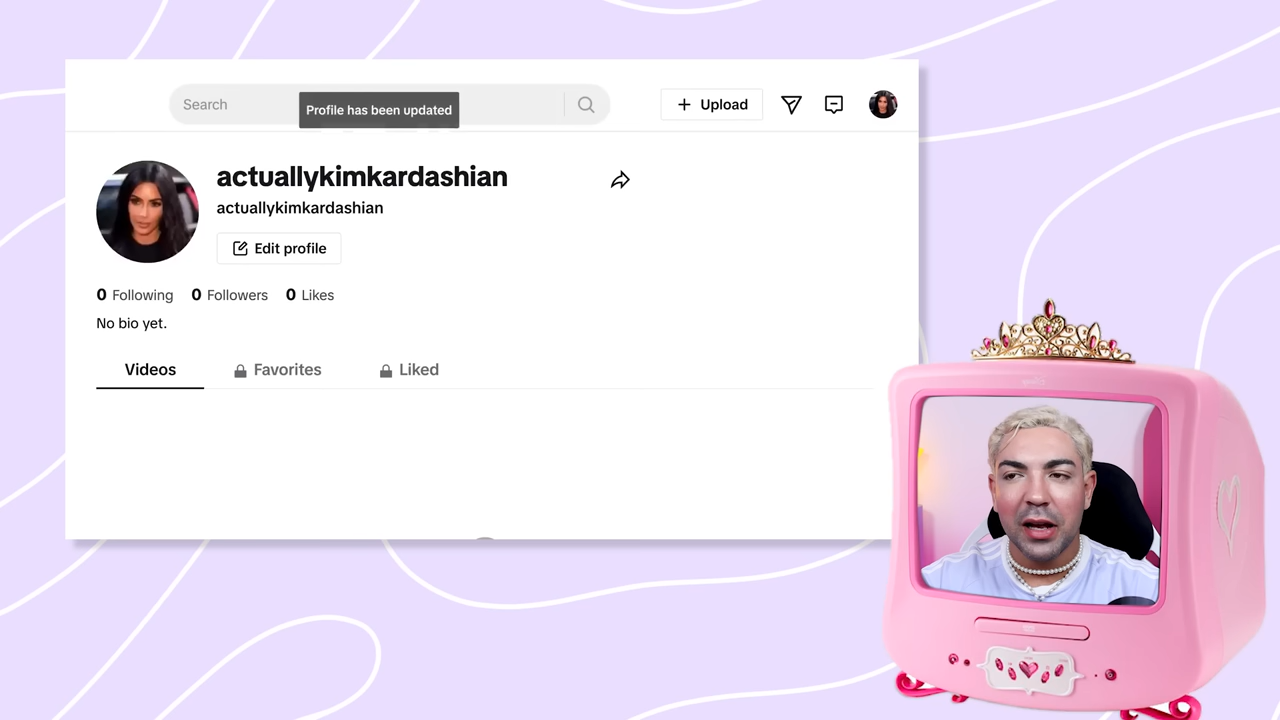 Search
Profile has been updated
Upload
actuallykimkardashian
actuallykimkardashian
Edit profile
0 Following 0 Followers 0 Likes
No bio yet.
Videos Favorites Liked